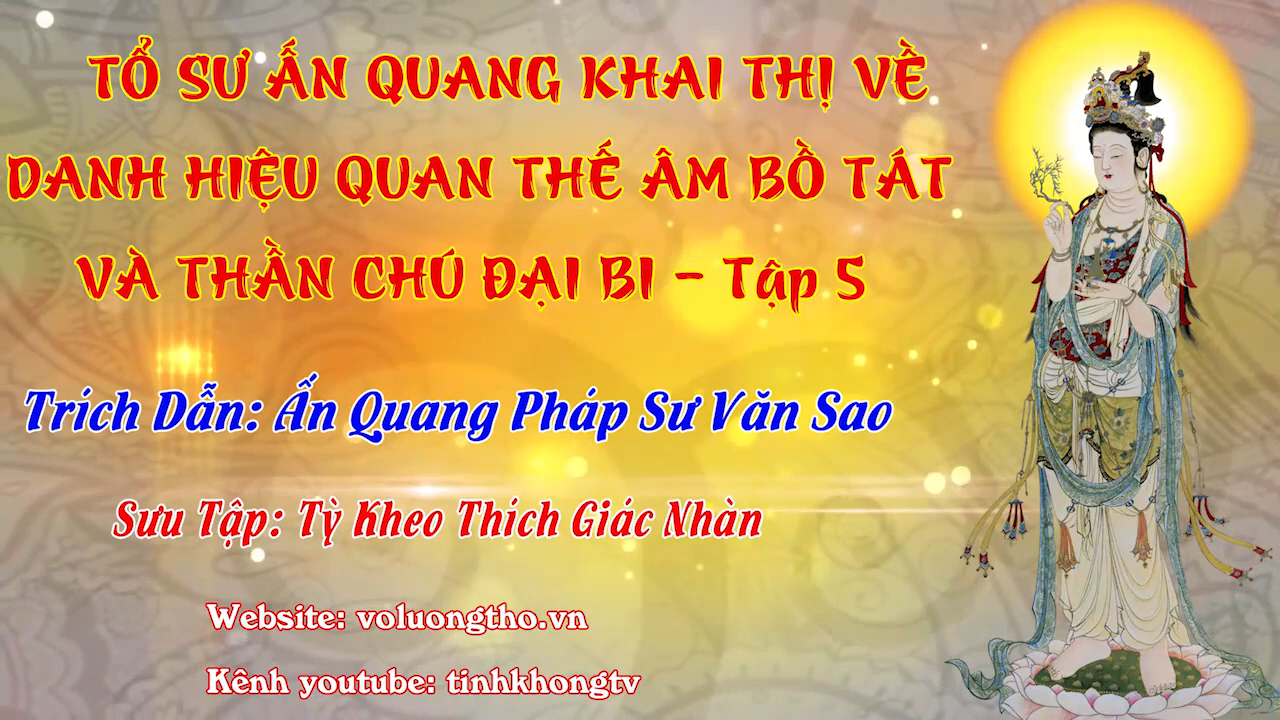 TỔ SƯ ẤN QUANG KHAI THỊ VỀ
DANH HIỆU QUAN THẾ ÂM BỒ TÁT
VÀ THẦN CHÚ ĐẠI BI - Tập 5
Trích Dẫn: Ấn Quang Pháp Sư Văn Sao
Sưu Tập: Tỳ Kheo Thích Giác Nhàn
Website: voluongtho.vn
Kênh youtube: tinhkhongtv